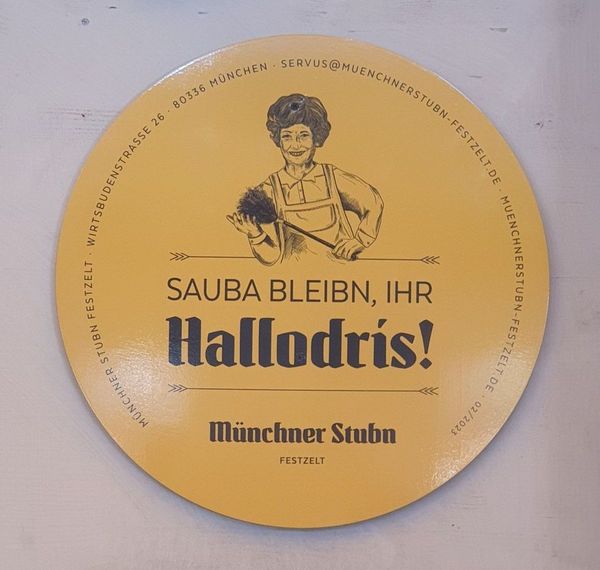 MÜNCHNER STUBN FESTZELT · WIRTSBUDENSTRASSE 26 · 80336 MÜNCHEN · SERVUS@MUENCHNERSTUBN-FESTZELT.DE · MUENCHNERSTUBN-FESTZELT.DE 02/2023
SAUBA BLEIBN, IHR
Hallodris!
Münchner Stubn
FESTZELT